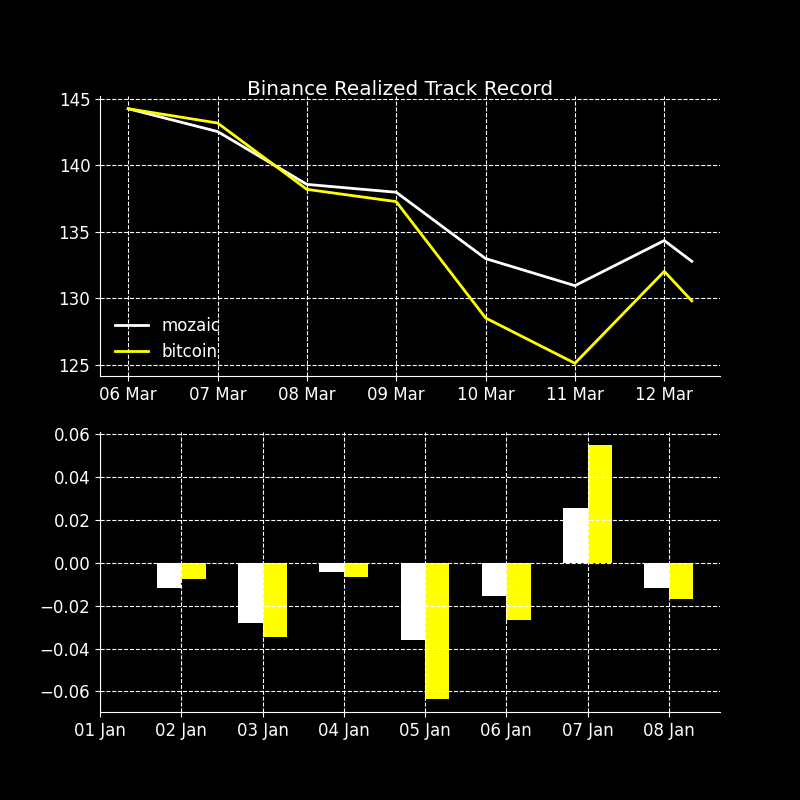 Binance Realized Track Record
145
140
135
130
125
mozaic
bitcoin
06 Mar 07 Mar 08 Mar 09 Mar 10 Mar 11 Mar 12 Mar
0.06
0.04
0.02
0.00
−0.02
−0.04
−0.06
01 Jan 02 Jan 03 Jan 04 Jan 05 Jan 06 Jan 07 Jan 08 Jan